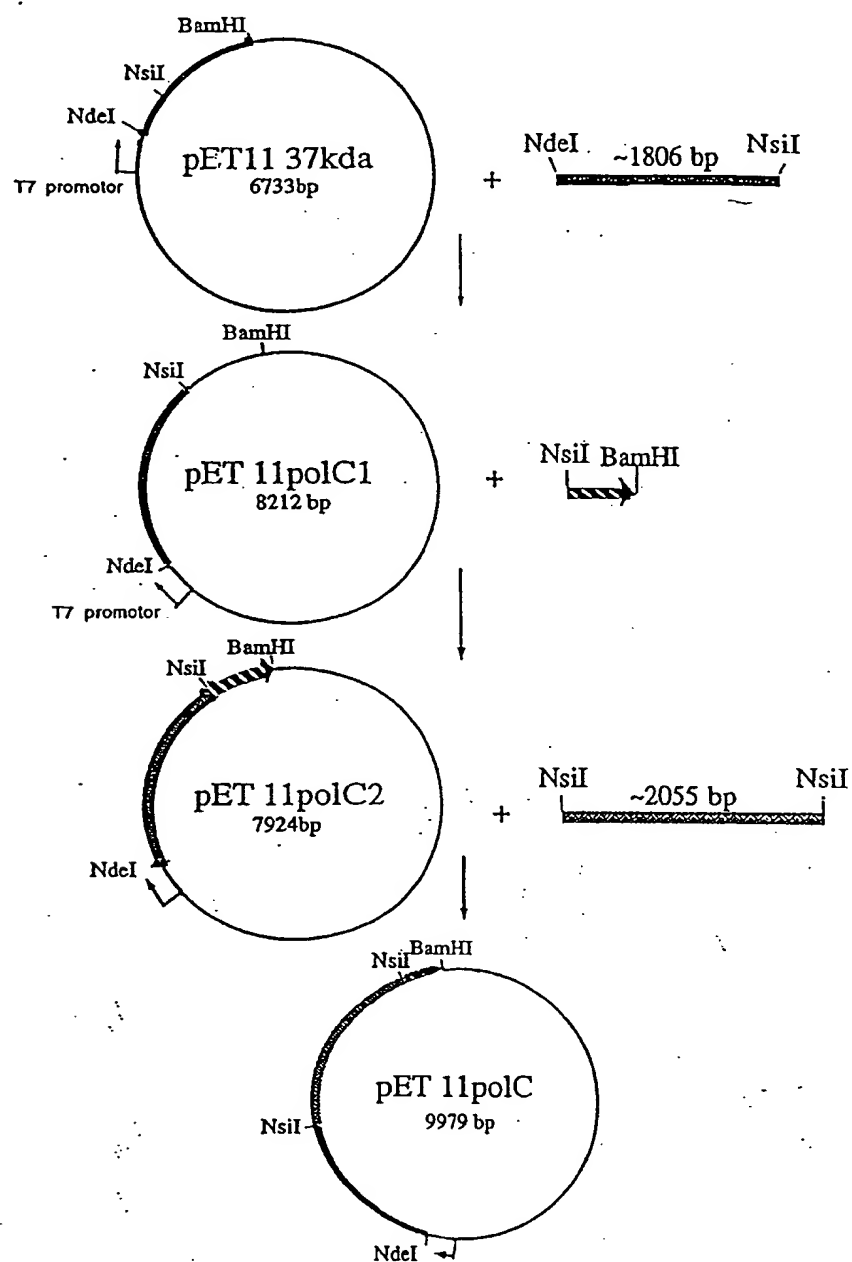 BamHI
NsiI
NdeI
T7 promotor
pET11 37kda
6733bp
+
NdeI ~1806 bp NsiI
BamHI
NsiI
pET 11polC1
8212 bp
NdeI
T7 promotor
+
NsiI BamHI
BamHI
NsiI
pET 11polC2
7924bp
NdeI
+
NsiI ~2055 bp NsiI
NsiI BamHI
pET 11polC
9979 bp
NsiI
NdeI